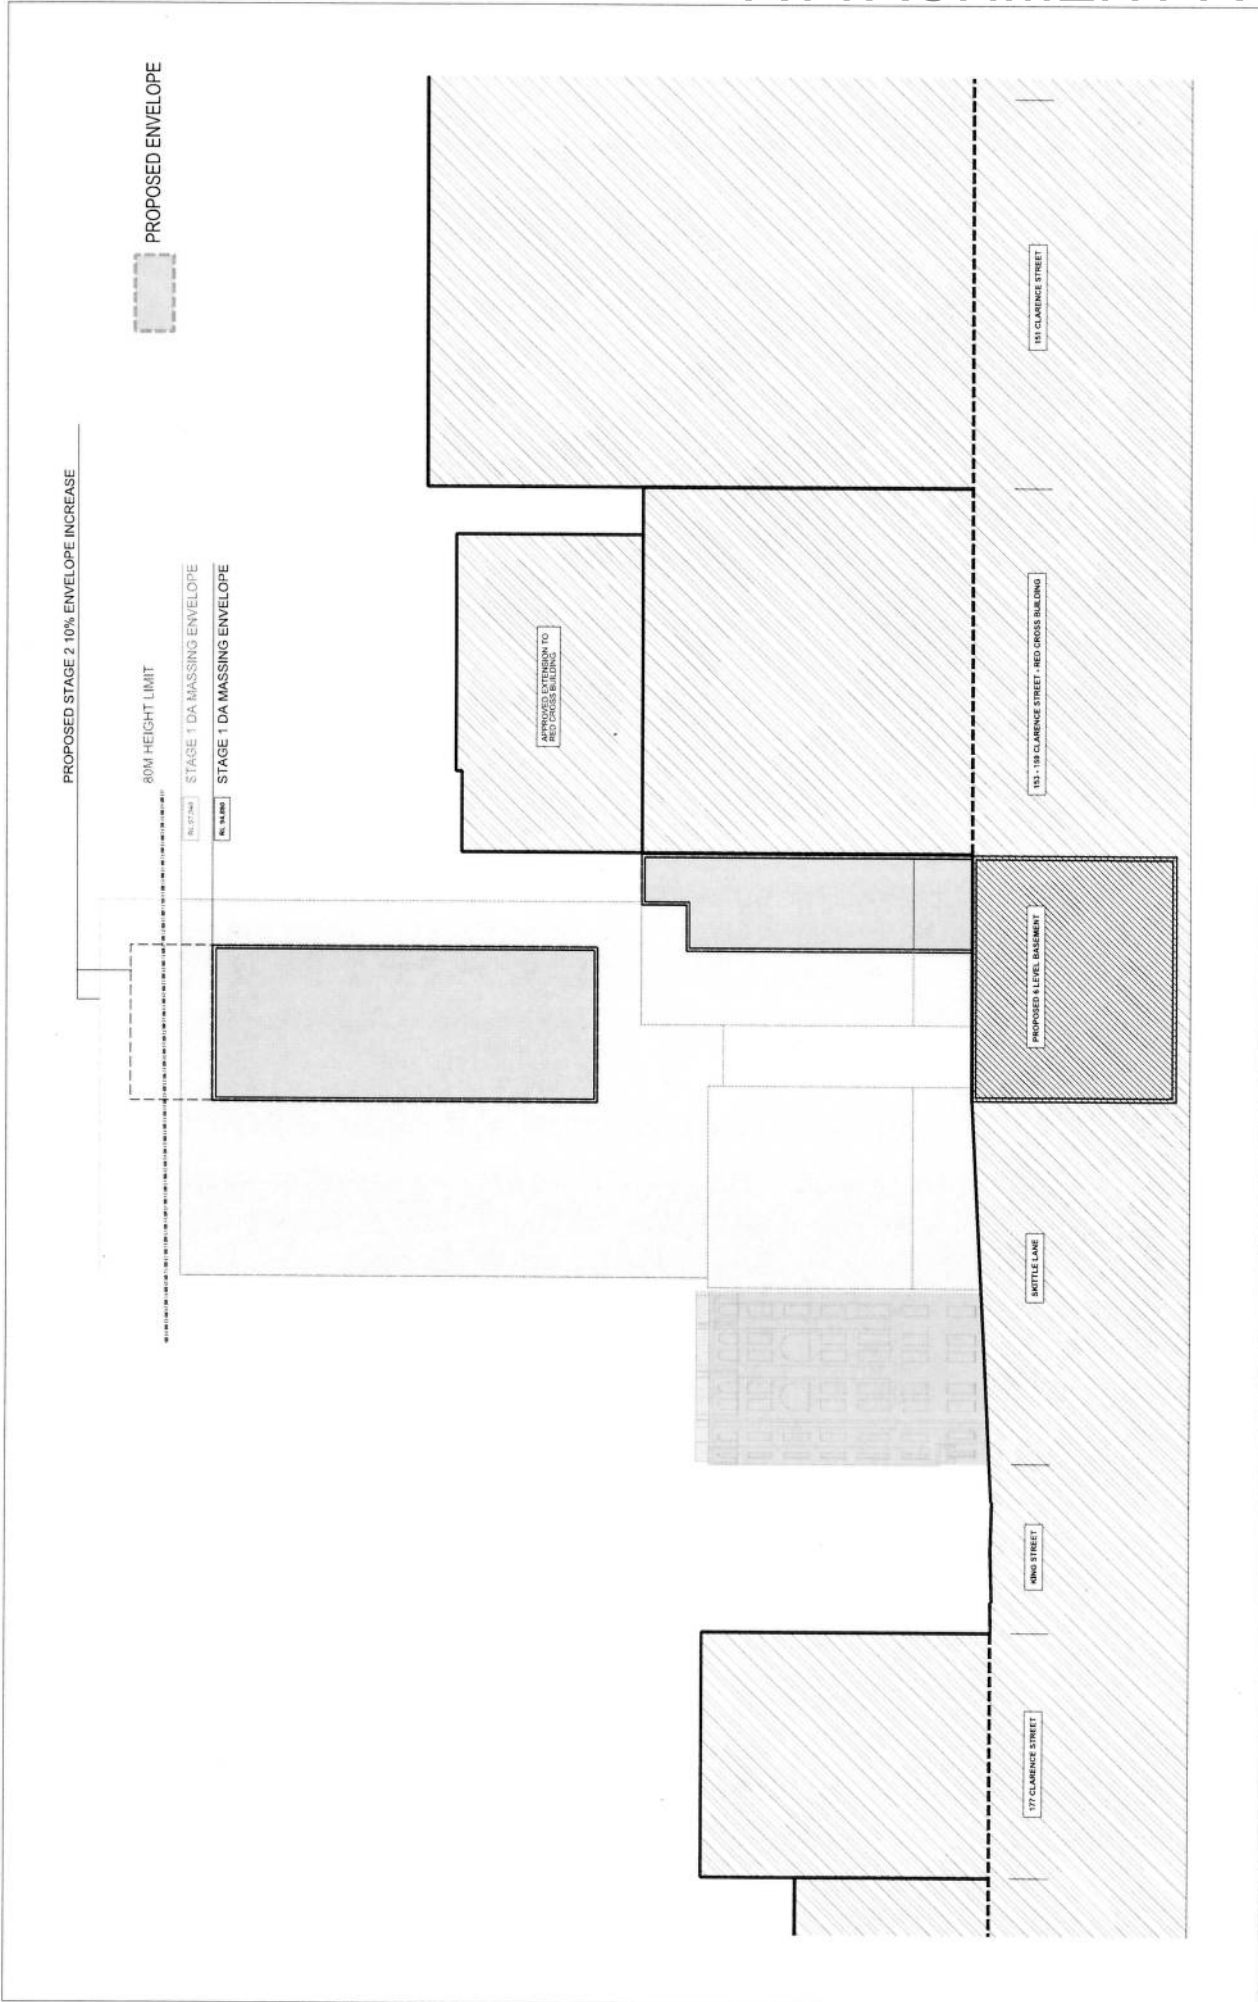 PROPOSED STAGE 2 10% ENVELOPE INCREASE
PROPOSED ENVELOPE
80M HEIGHT LIMIT
STAGE 1 DA MASSING ENVELOPE
STAGE 1 DA MASSING ENVELOPE
APPROVED EXTENSION TO
RED CROSS BUILDING
177 CLARENCE STREET
KING STREET
SKITTLE LANE
PROPOSED 6 LEVEL BASEMENT
153 - 159 CLARENCE STREET - RED CROSS BUILDING
151 CLARENCE STREET